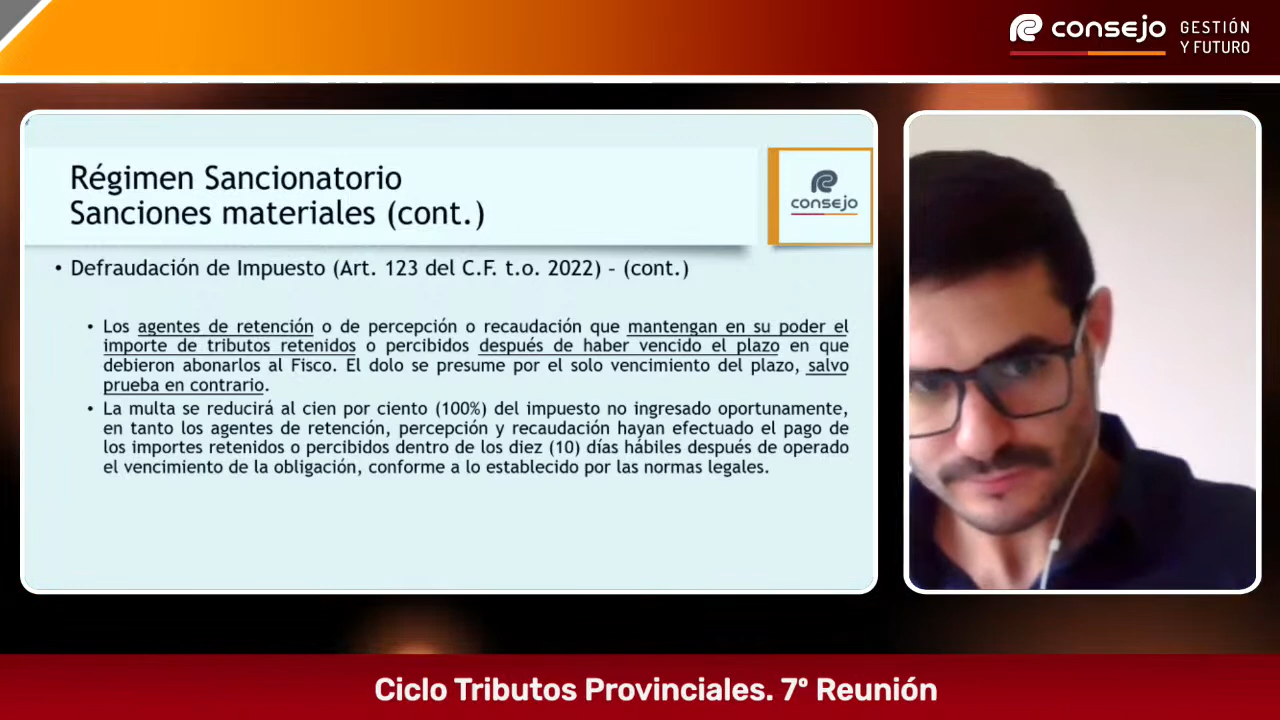 consejo
GESTIÓN
Y FUTURO
Régimen Sancionatorio
Sanciones materiales (cont.)
consejo
• Defraudación de Impuesto (Art. 123 del C.F. t.o. 2022) – (cont.)
• Los agentes de retención o de percepción o recaudación que mantengan en su poder el
importe de tributos retenidos o percibidos después de haber vencido el plazo en que
debieron abonarlos al Fisco. El dolo se presume por el solo vencimiento del plazo, salvo
prueba en contrario.
• La multa se reducirá al cien por ciento (100%) del impuesto no ingresado oportunamente,
en tanto los agentes de retención, percepción y recaudación hayan efectuado el pago de
los importes retenidos o percibidos dentro de los diez (10) días hábiles después de operado
el vencimiento de la obligación, conforme a lo establecido por las normas legales.
Ciclo Tributos Provinciales. 7º Reunión